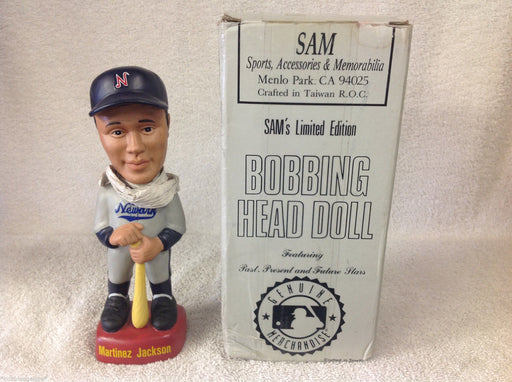 SAM
Sports, Accessories & Memorabilia
Menlo Park, CA 94025
Crafted in Taiwan R.O.C.
SAM's Limited Edition
BOBBING
HEAD DOLL
Featuring
Past, Present and Future Stars
GENUINE
MERCHANDISE
N
Newark
Martinez Jackson